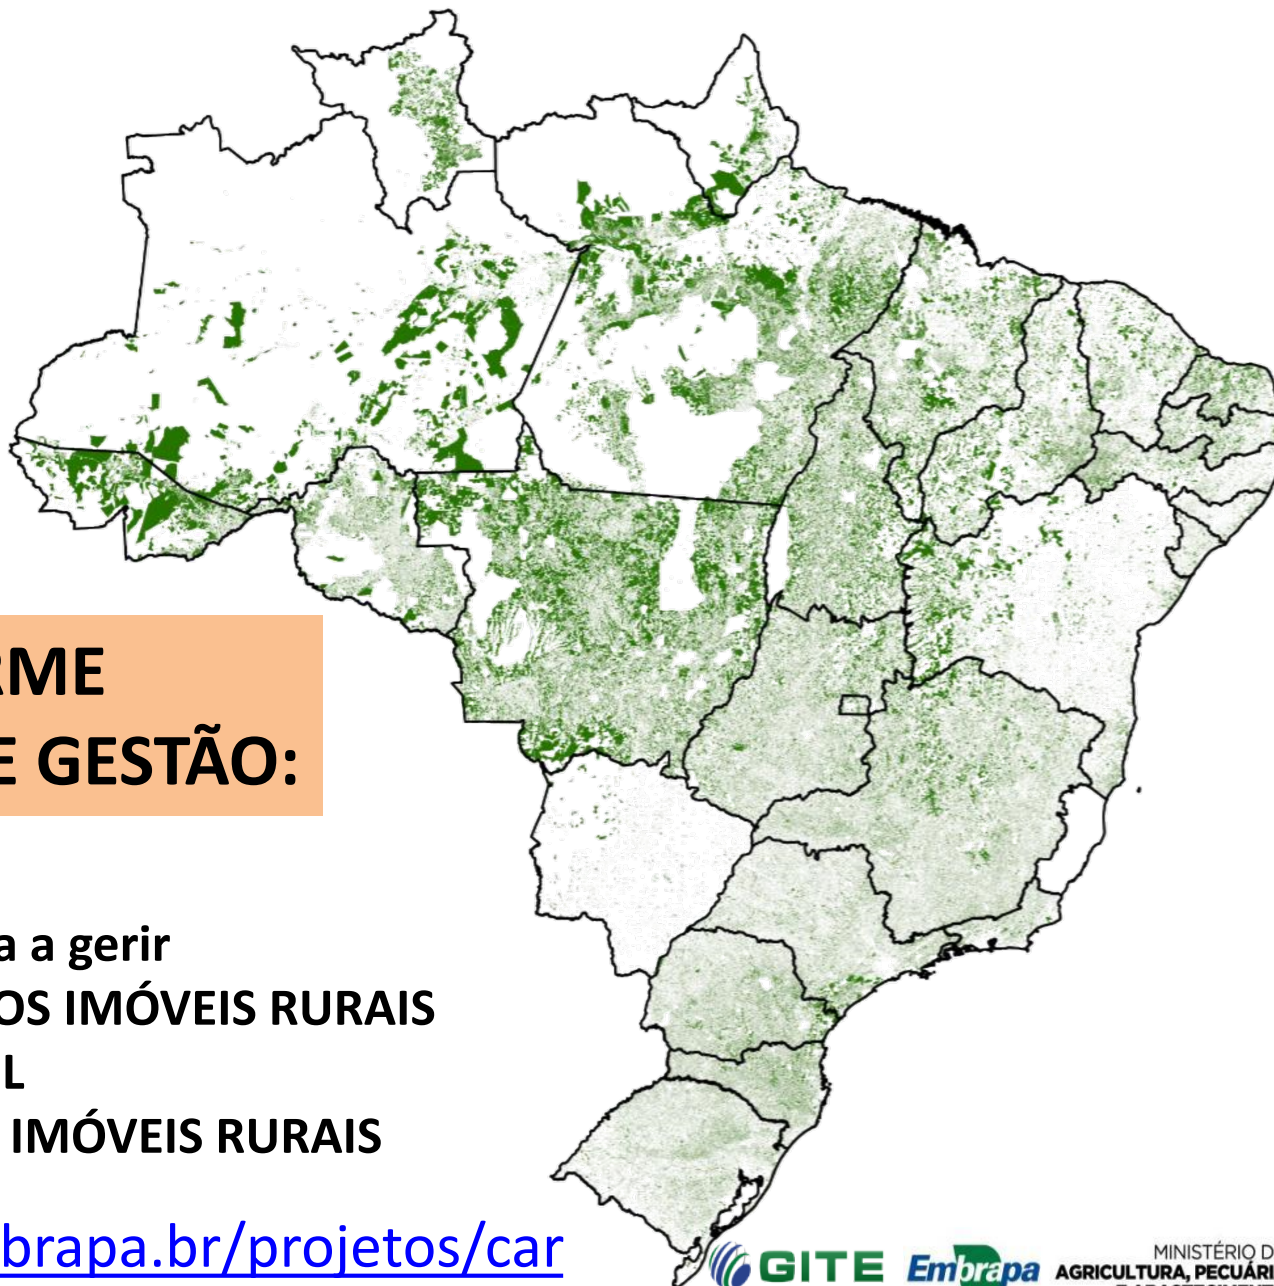 RME
E GESTÃO:
a a gerir
OS IMÓVEIS RURAIS
L
IMÓVEIS RURAIS
brapa.br/projetos/car
GITE Embrapa
MINISTÉRIO D
AGRICULTURA, PECUÁRI